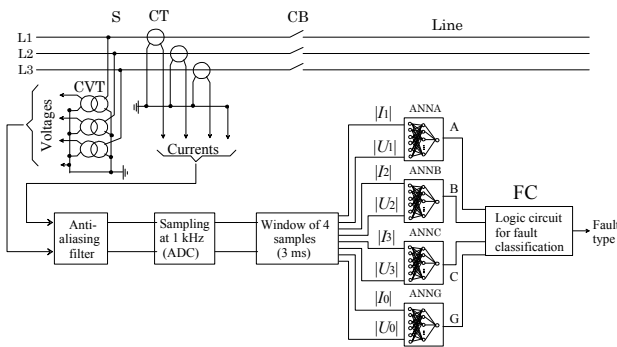 S
CT
CB
Line
L1
L2
L3
CVT
Voltages
Currents
|I1|
|U1|
|I2|
|U2|
|I3|
|U3|
|I0|
|U0|
ANNA
A
ANNB
B
ANNC
C
ANNG
G
FC
Logic circuit
for fault
classification
Fault
type
Anti-
aliasing
filter
Sampling
at 1 kHz
(ADC)
Window of 4
samples
(3 ms)